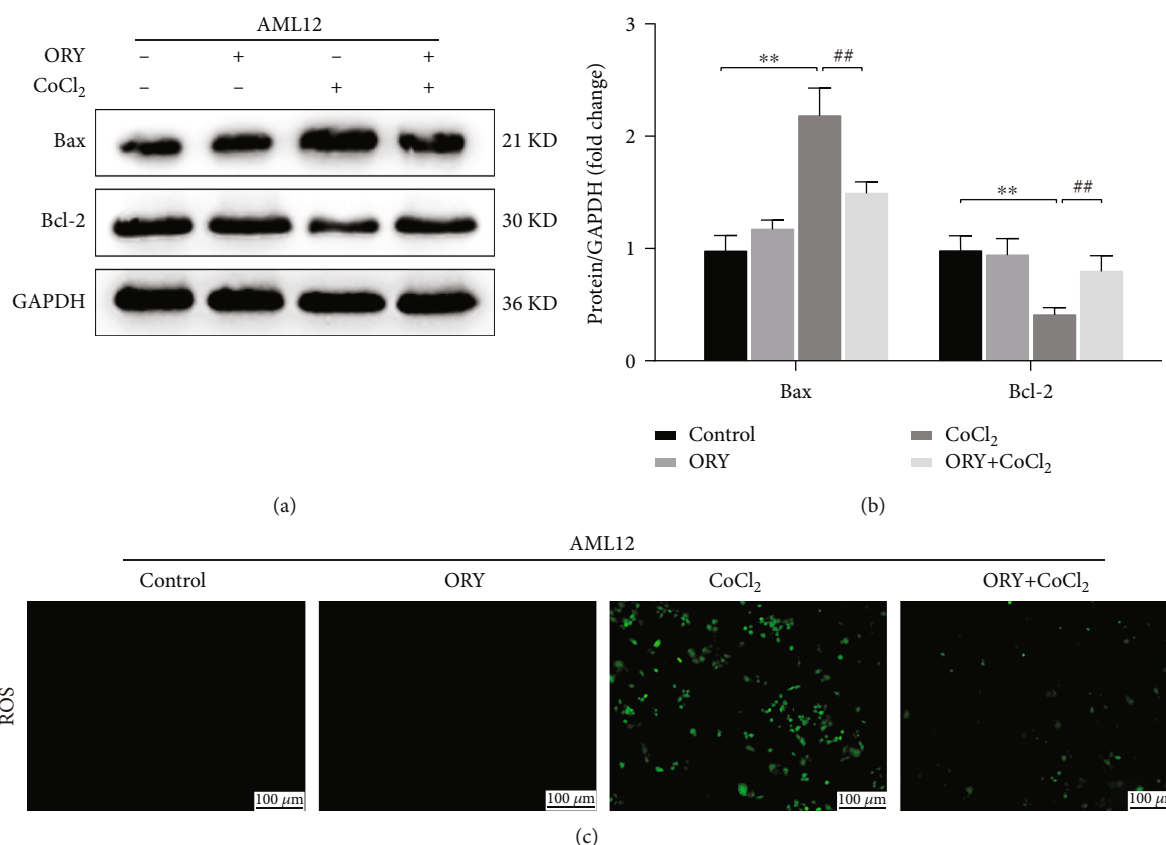 AML12
ORY – + – +
CoCl₂ – – + +
Bax 21 KD
Bcl-2 30 KD
GAPDH 36 KD
(a)
Protein/GAPDH (fold change)
3
2
1
0
** ##
** ##
Bax Bcl-2
Control CoCl₂
ORY ORY+CoCl₂
(b)
AML12
Control ORY CoCl₂ ORY+CoCl₂
ROS
100 μm 100 μm 100 μm 100 μm
(c)